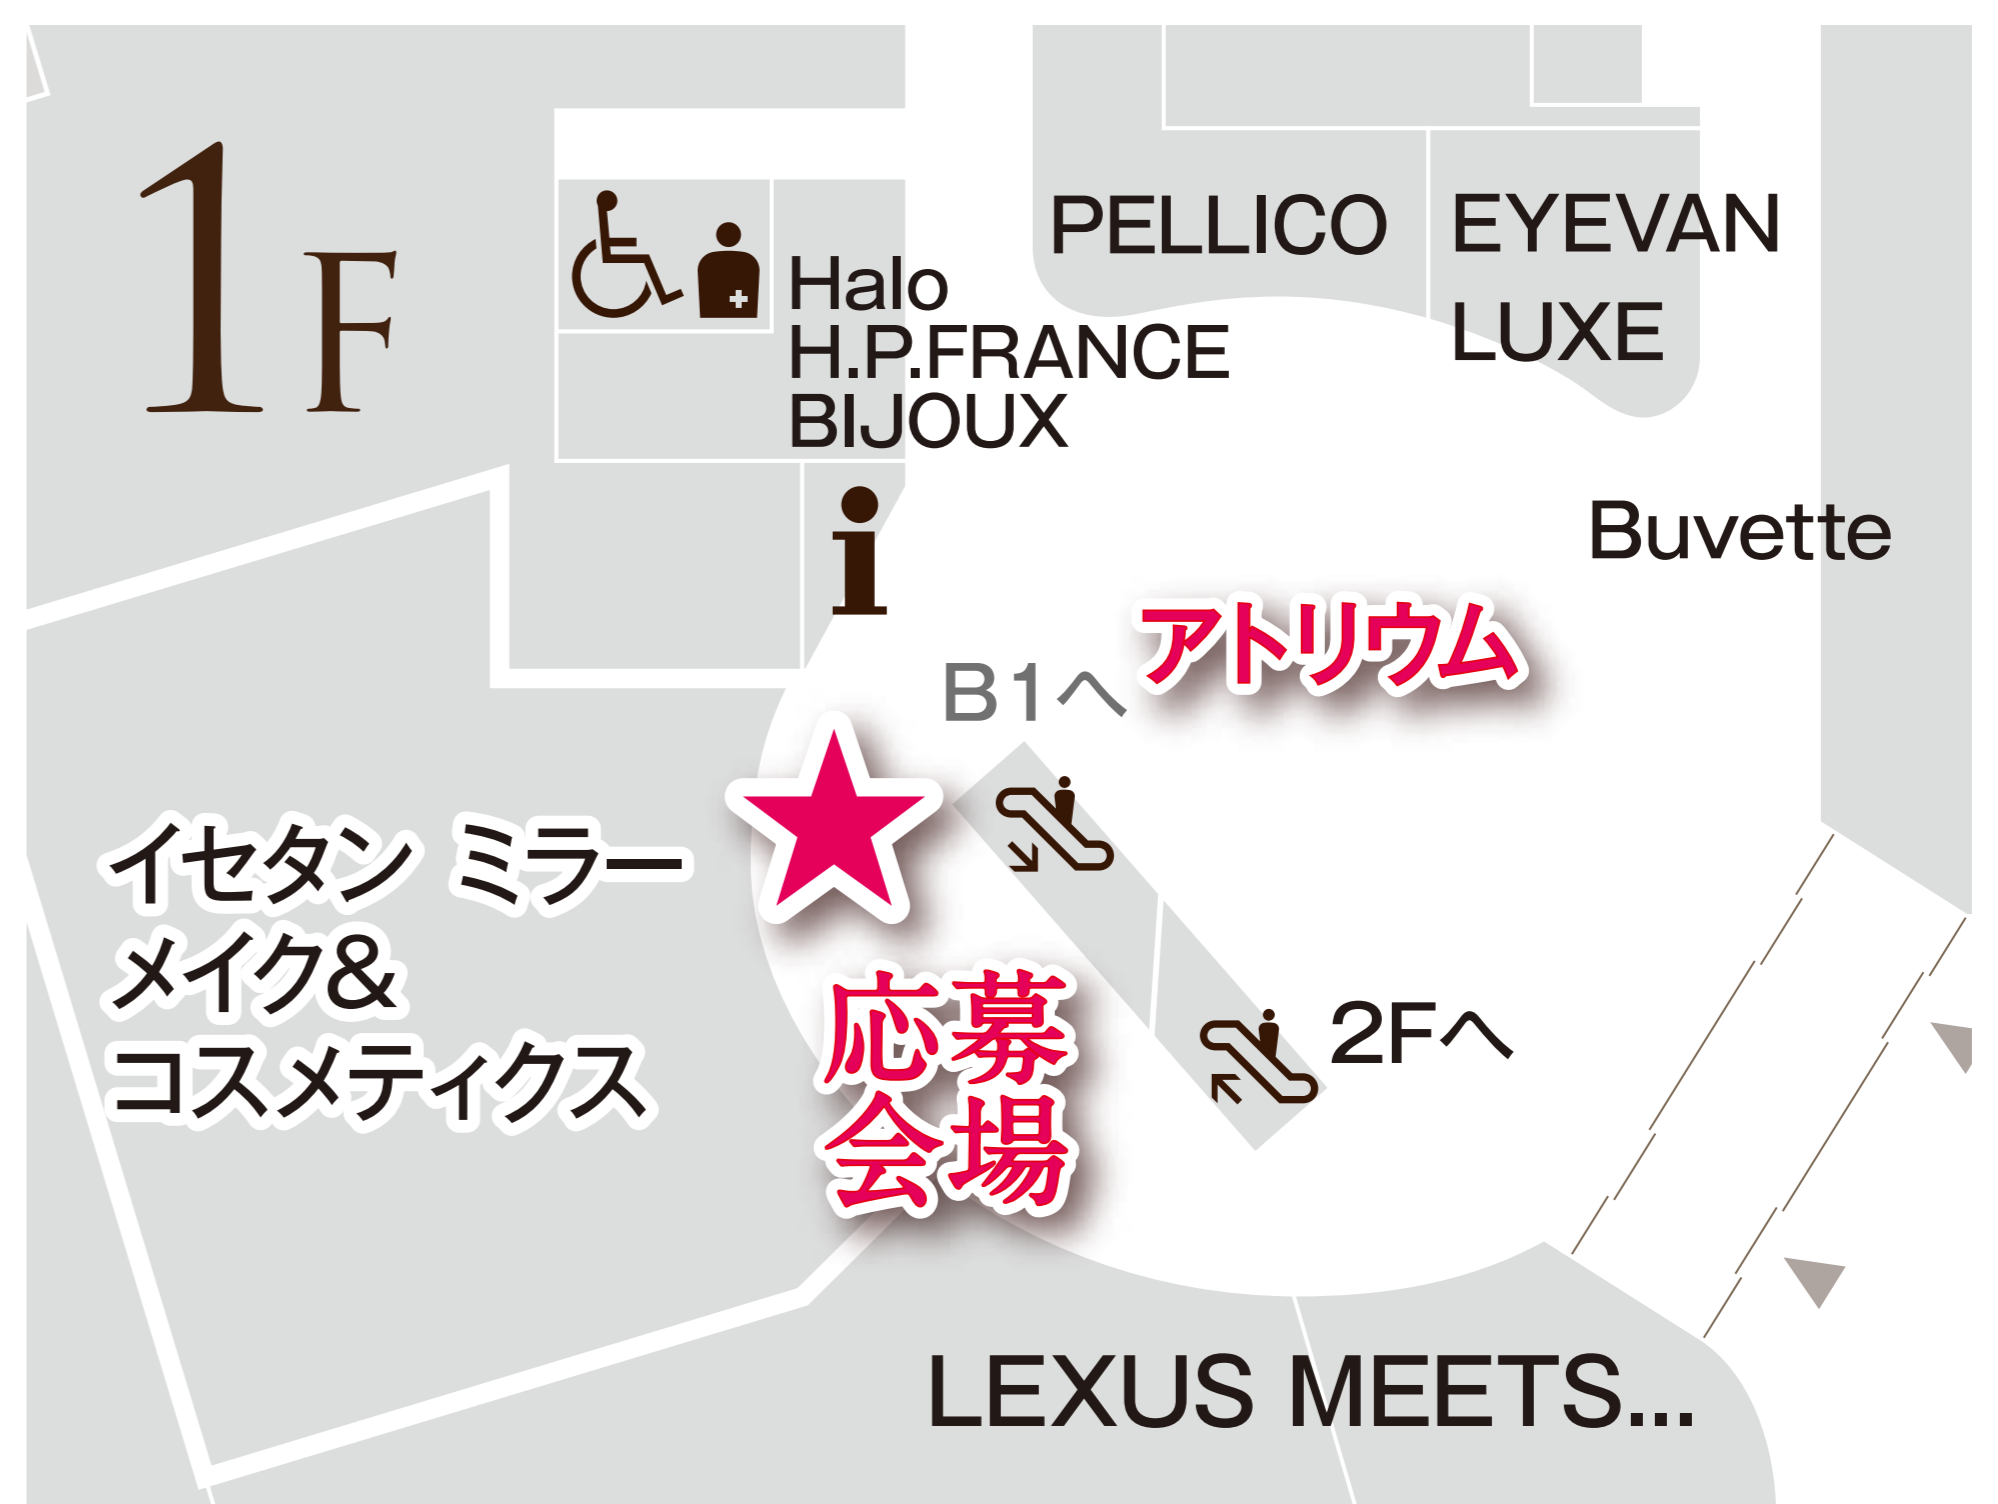 1F
PELLICO
EYEVAN
LUXE
Halo
H.P.FRANCE
BIJOUX
i
Buvette
アトリウム
B1へ
イセタン ミラー
メイク&
コスメティクス
応募
会場
2Fへ
LEXUS MEETS...